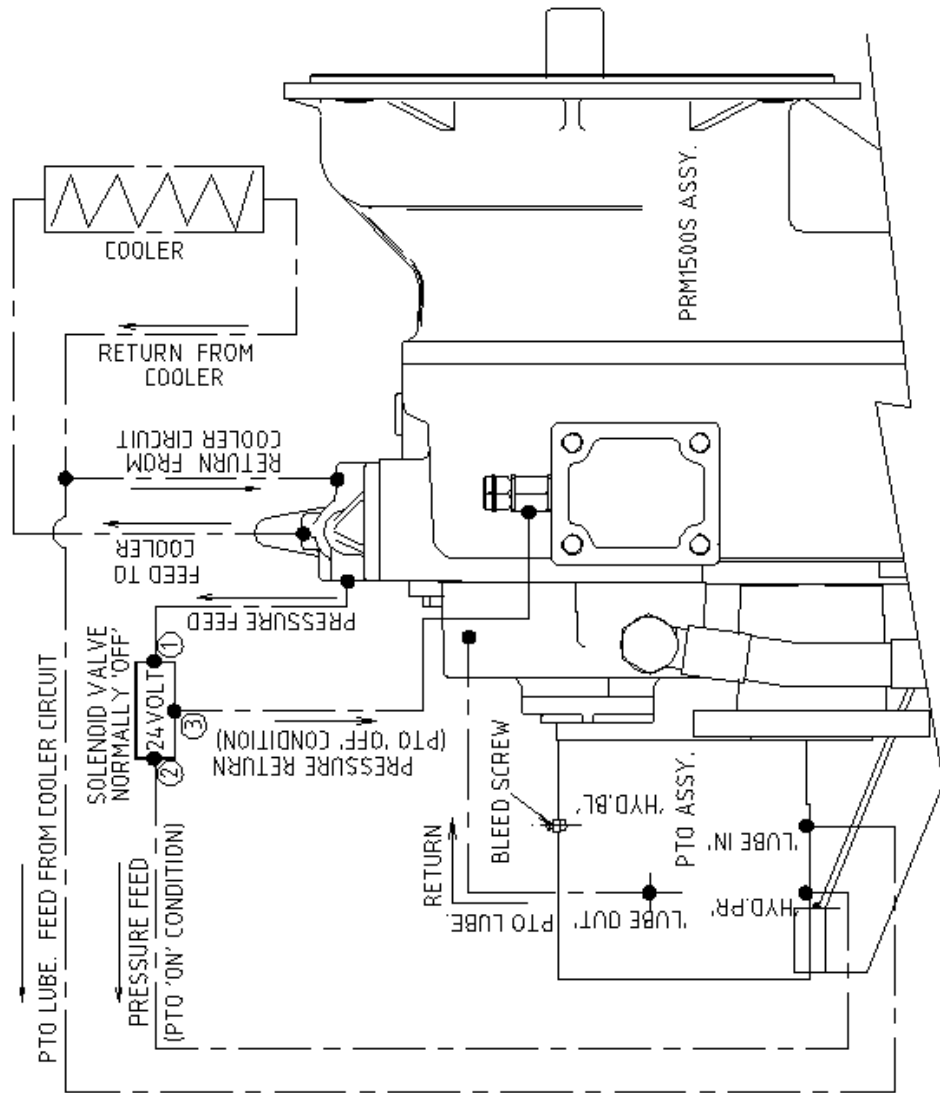 COOLER
RETURN FROM
COOLER
PRM1500S ASSY.
RETURN FROM
COOLER CIRCUIT
FEED TO
COOLER
PRESSURE FEED
SOLENOID VALVE
NORMALLY 'OFF'
24VOLT
1
2
3
PRESSURE RETURN
(PTO 'OFF' CONDITION)
PTO LUBE. FEED FROM COOLER CIRCUIT
PRESSURE FEED
(PTO 'ON' CONDITION)
BLEED SCREW
'HYD.BL'
PTO ASSY.
'LUBE IN'
RETURN
PTO LUBE.
'LUBE OUT'
'HYD.PR'